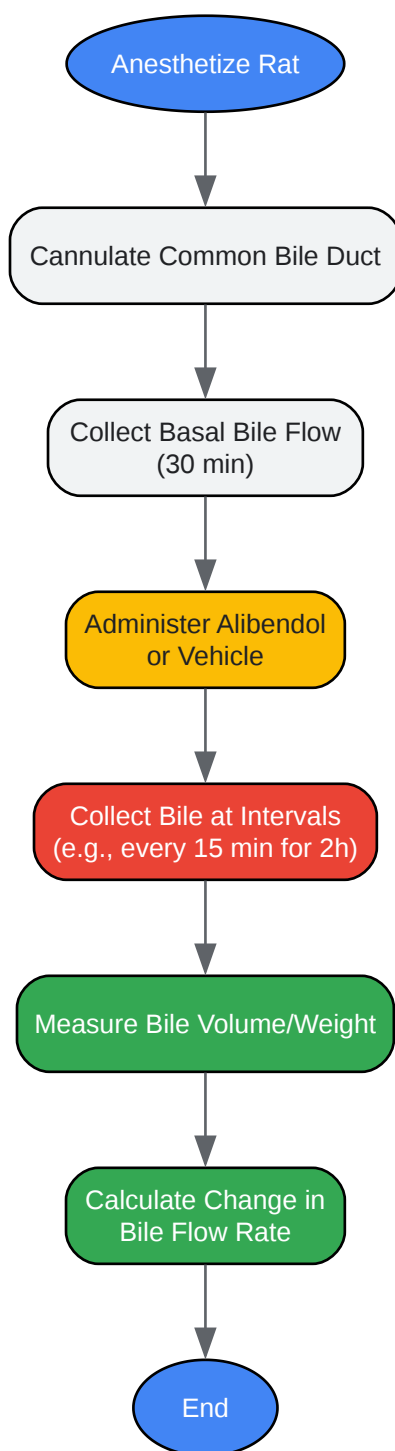 Anesthetize Rat
Cannulate Common Bile Duct
Collect Basal Bile Flow
(30 min)
Administer Alibendol
or Vehicle
Collect Bile at Intervals
(e.g., every 15 min for 2h)
Measure Bile Volume/Weight
Calculate Change in
Bile Flow Rate
End